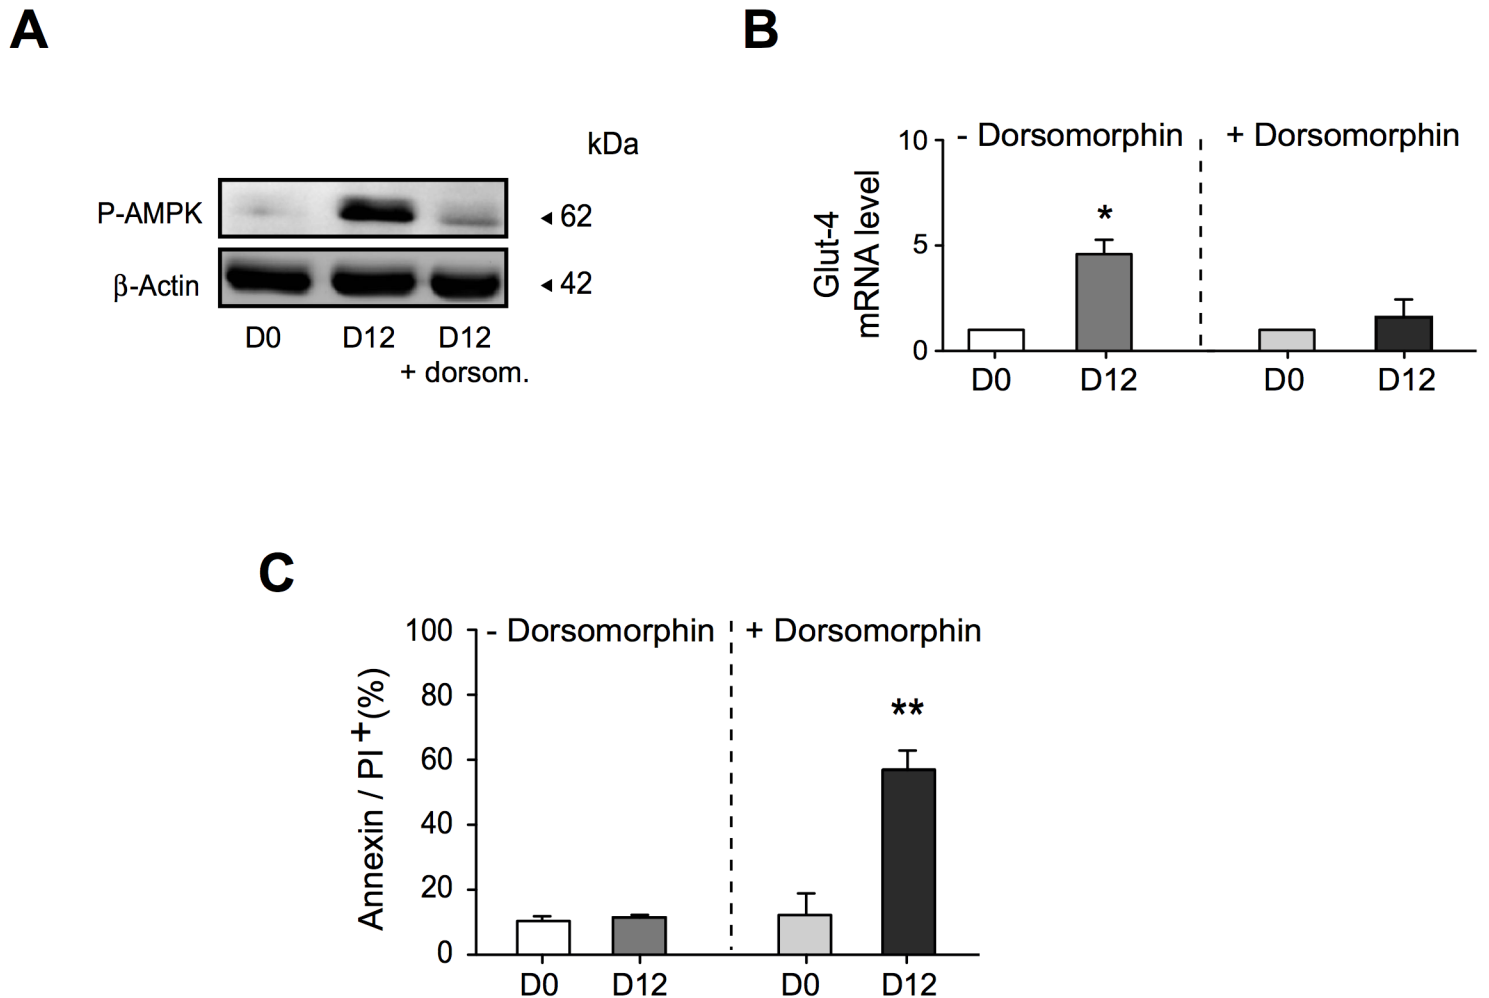 A
kDa
P-AMPK
◄ 62
β-Actin
◄ 42
D0 D12 D12
+ dorsom.
B
- Dorsomorphin + Dorsomorphin
Glut-4
mRNA level
10
5
0
*
D0 D12 D0 D12
C
- Dorsomorphin + Dorsomorphin
Annexin / PI+(%)
100
80
60
40
20
0
**
D0 D12 D0 D12